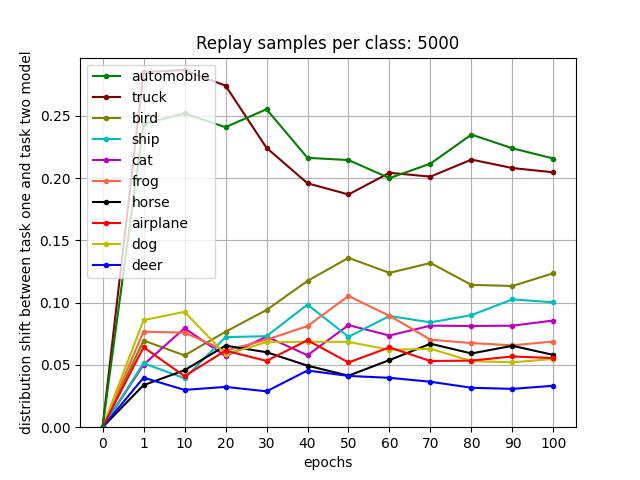 Replay samples per class: 5000
distribution shift between task one and task two model
0.25
0.20
0.15
0.10
0.05
0.00
automobile
truck
bird
ship
cat
frog
horse
airplane
dog
deer
0 1 10 20 30 40 50 60 70 80 90 100
epochs